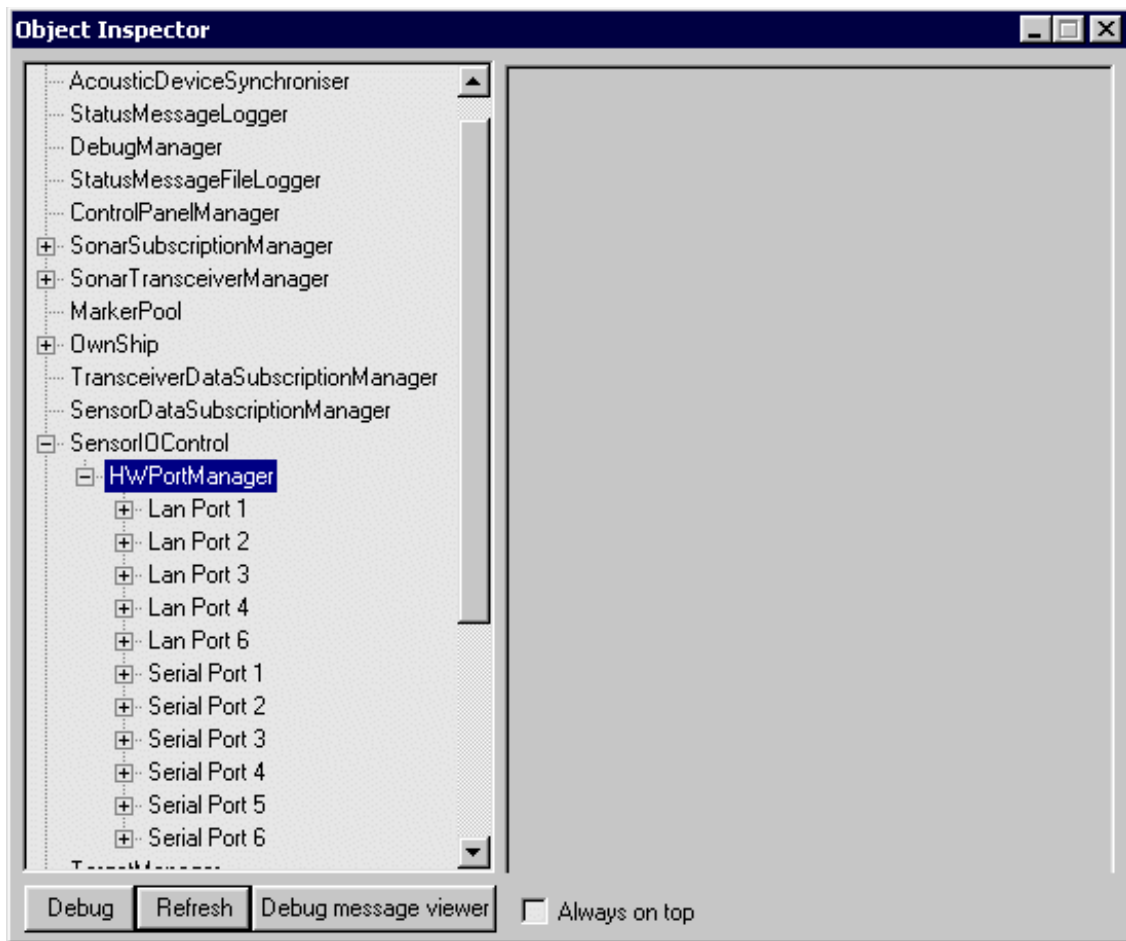 Object Inspector
AcousticDeviceSynchroniser
StatusMessageLogger
DebugManager
StatusMessageFileLogger
ControlPanelManager
SonarSubscriptionManager
SonarTransceiverManager
MarkerPool
OwnShip
TransceiverDataSubscriptionManager
SensorDataSubscriptionManager
SensorIOControl
HWPortManager
Lan Port 1
Lan Port 2
Lan Port 3
Lan Port 4
Lan Port 6
Serial Port 1
Serial Port 2
Serial Port 3
Serial Port 4
Serial Port 5
Serial Port 6
Debug Refresh Debug message viewer Always on top